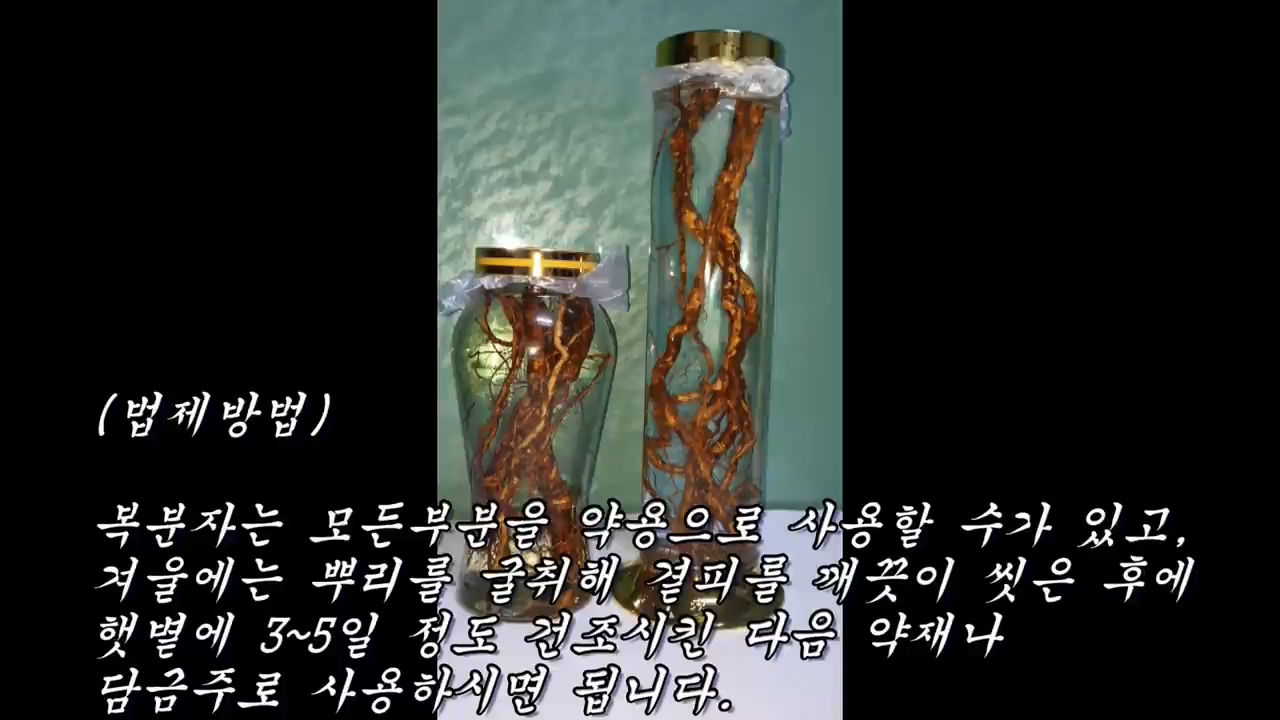 (법제방법)
복분자는 모든부분을 약용으로 사용할 수가 있고,
겨울에는 뿌리를 굴취해 겉피를 깨끗이 씻은 후에
햇볕에 3~5일 정도 건조시킨 다음 약재나
담금주로 사용하시면 됩니다.